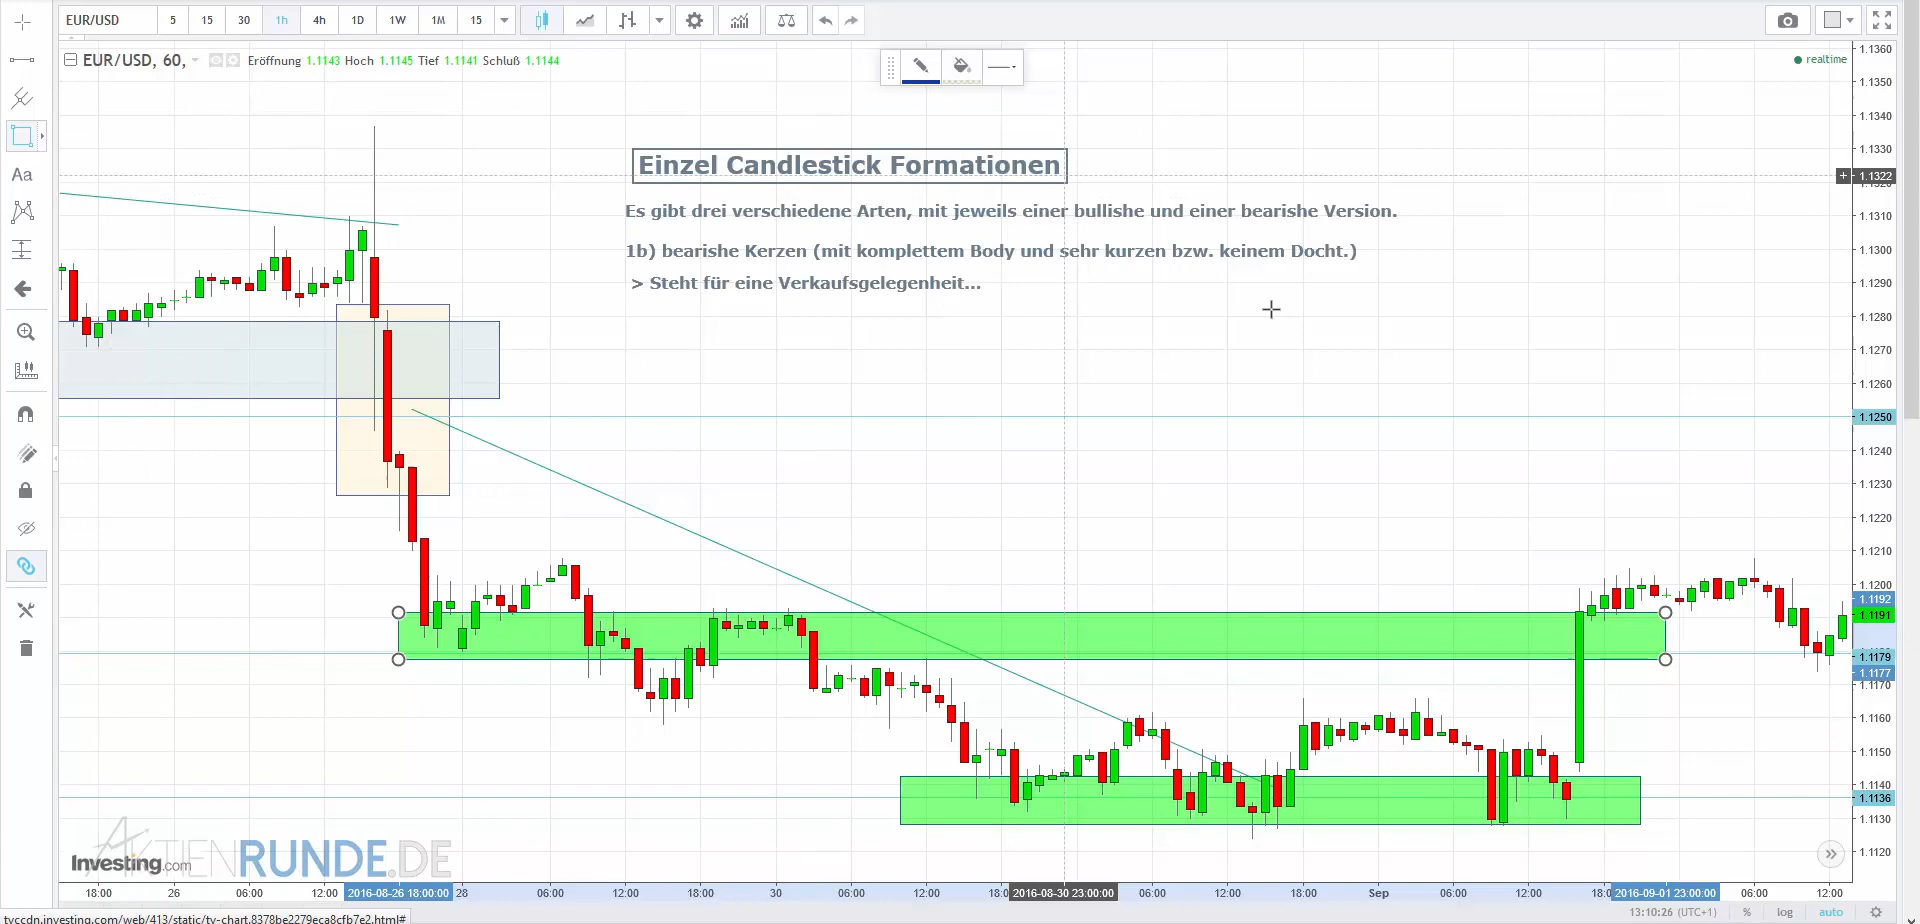 EUR/USD 5 15 30 1h 4h 1D 1W 1M 15
EUR/USD, 60, Eröffnung 1.1143 Hoch 1.1145 Tief 1.1141 Schluß 1.1144
realtime
Einzel Candlestick Formationen
Es gibt drei verschiedene Arten, mit jeweils einer bullishe und einer bearishe Version.
1b) bearishe Kerzen (mit komplettem Body und sehr kurzen bzw. keinem Docht.)
> Steht für eine Verkaufsgelegenheit...
Aa
1.1360
1.1350
1.1340
1.1330
+ 1.1322
1.1310
1.1300
1.1290
1.1280
1.1270
1.1260
1.1250
1.1240
1.1230
1.1220
1.1210
1.1200
1.1192
1.1191
1.1179
1.1177
1.1170
1.1160
1.1150
1.1140
1.1136
1.1130
1.1120
AKTIENRUNDE.DE
Investing.com
18:00 26 06:00 12:00 2016-08-26 18:00:00 28 06:00 12:00 18:00 30 06:00 12:00 18:0 2016-08-30 23:00:00 06:00 12:00 18:00 Sep 06:00 12:00 18:0 2016-09-01 23:00:00 06:00 12:00
13:10:26 (UTC+1) % log auto
tvccdn.investing.com/web/413/static/tv-chart.8378be2279eca8cfb7e2.html#